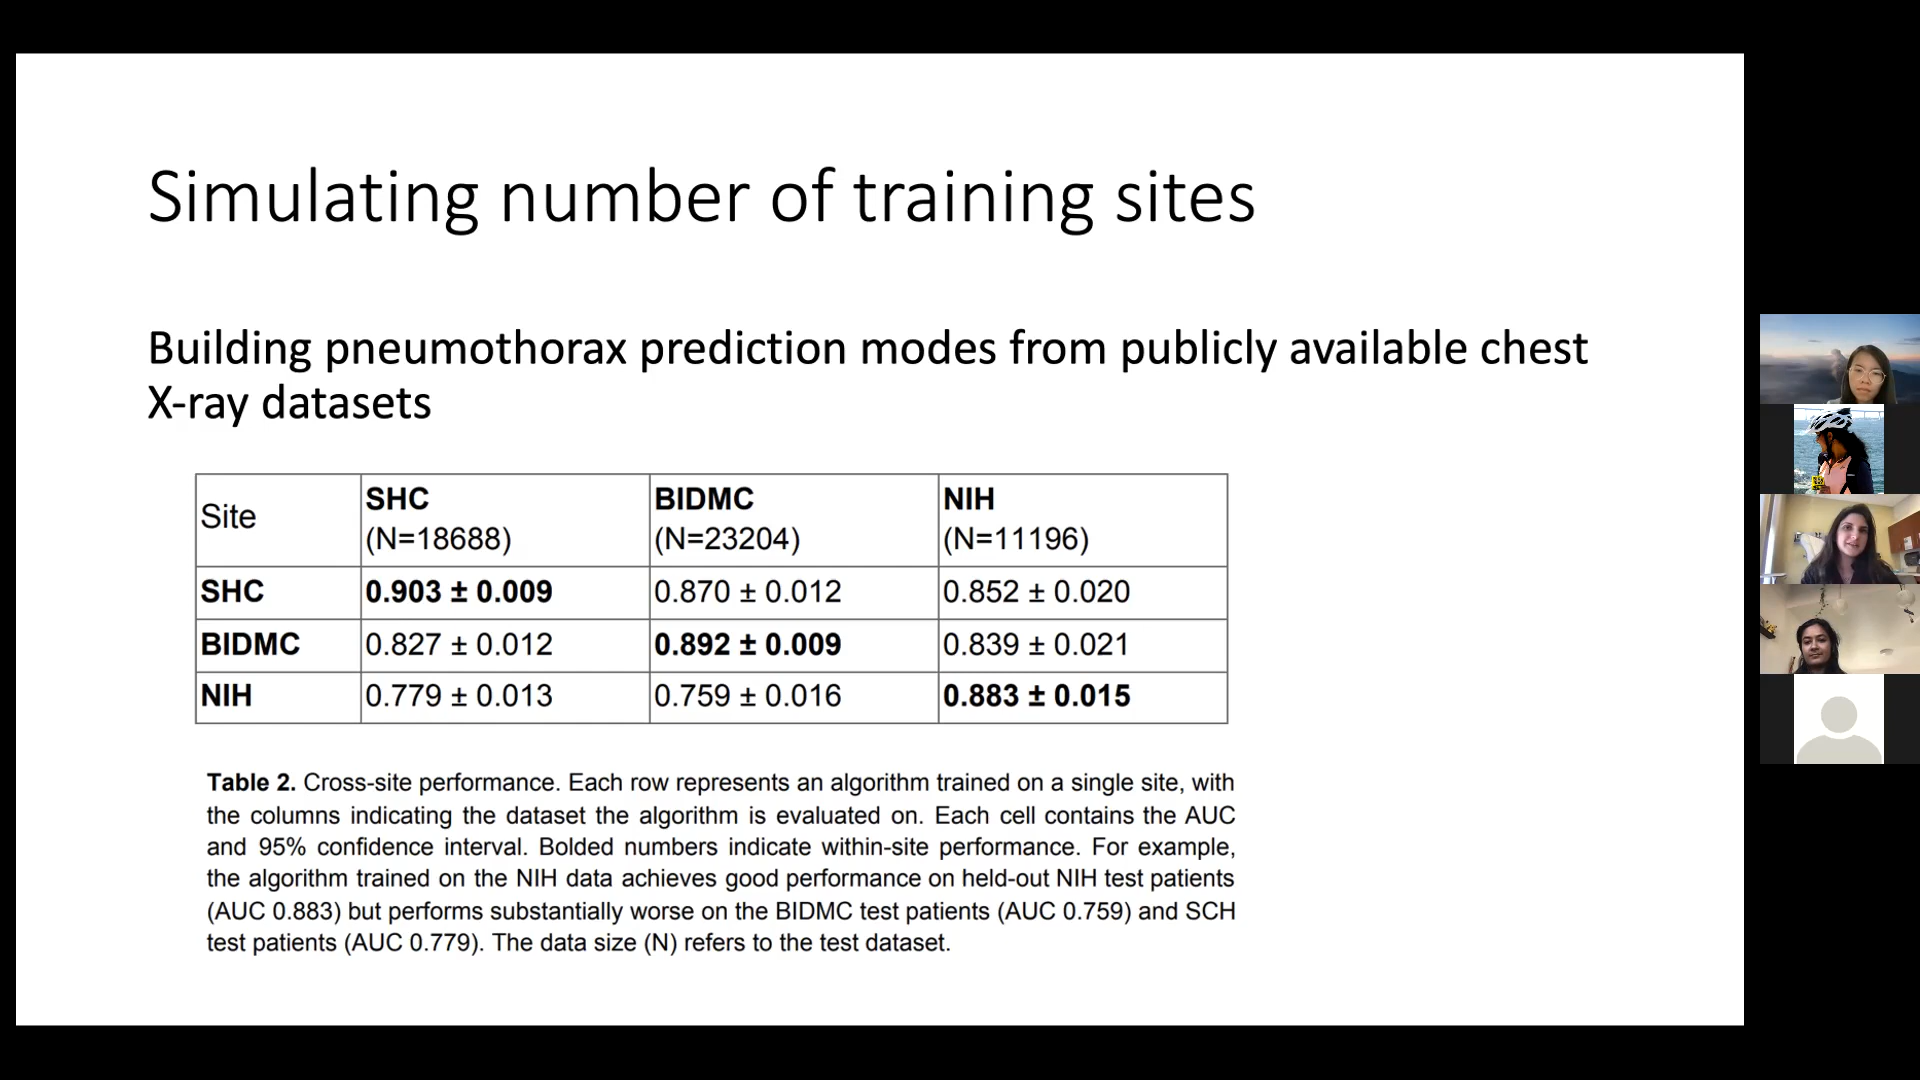 Simulating number of training sites
Building pneumothorax prediction modes from publicly available chest
X-ray datasets
Site SHC (N=18688) BIDMC (N=23204) NIH (N=11196)
SHC 0.903 ± 0.009 0.870 ± 0.012 0.852 ± 0.020
BIDMC 0.827 ± 0.012 0.892 ± 0.009 0.839 ± 0.021
NIH 0.779 ± 0.013 0.759 ± 0.016 0.883 ± 0.015
Table 2. Cross-site performance. Each row represents an algorithm trained on a single site, with
the columns indicating the dataset the algorithm is evaluated on. Each cell contains the AUC
and 95% confidence interval. Bolded numbers indicate within-site performance. For example,
the algorithm trained on the NIH data achieves good performance on held-out NIH test patients
(AUC 0.883) but performs substantially worse on the BIDMC test patients (AUC 0.759) and SCH
test patients (AUC 0.779). The data size (N) refers to the test dataset.